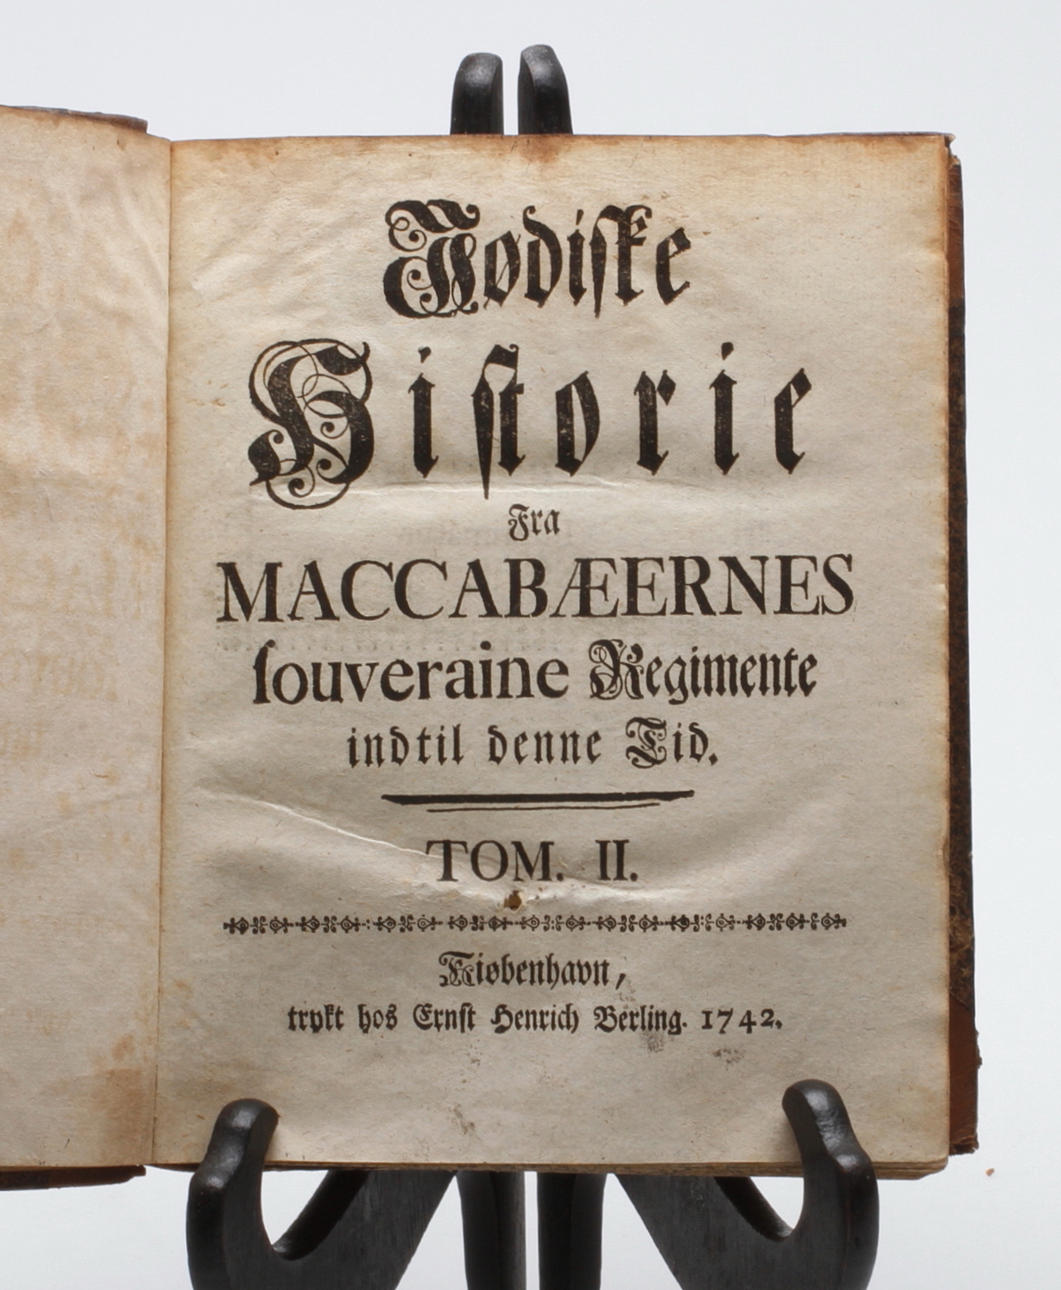 Jødiske
Historie
Fra
MACCABÆERNES
ſouveraine Regimente
indtil denne Tid.
TOM. II.
Kiøbenhavn,
trykt hos Ernst Henrich Berling. 1742.